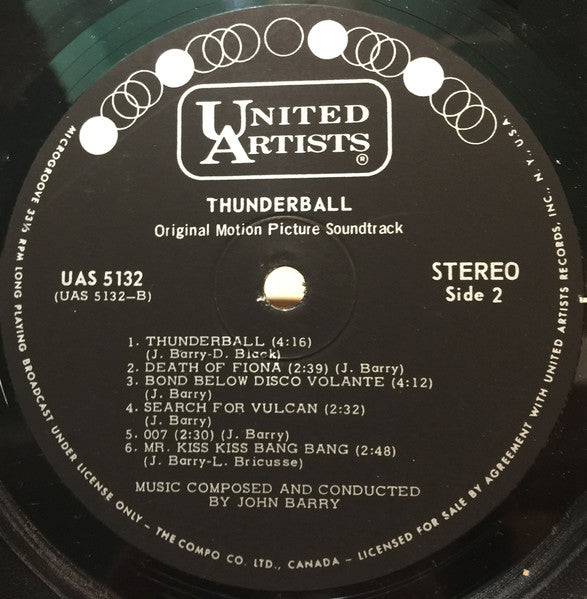 UNITED
ARTISTS
®
THUNDERBALL
Original Motion Picture Soundtrack
UAS 5132
(UAS 5132-B)
STEREO
Side 2
1. THUNDERBALL (4:16)
(J. Barry-D. Black)
2. DEATH OF FIONA (2:39) (J. Barry)
3. BOND BELOW DISCO VOLANTE (4:12)
(J. Barry)
4. SEARCH FOR VULCAN (2:32)
(J. Barry)
5. 007 (2:30) (J. Barry)
6. MR. KISS KISS BANG BANG (2:48)
(J. Barry-L. Bricusse)
MUSIC COMPOSED AND CONDUCTED
BY JOHN BARRY
MICROGROOVE 33⅓ RPM LONG PLAYING BROADCAST UNDER LICENSE ONLY - THE COMPO CO. LTD., CANADA - LICENSED FOR SALE BY AGREEMENT WITH UNITED ARTISTS RECORDS, INC., N. Y. U.S.A.